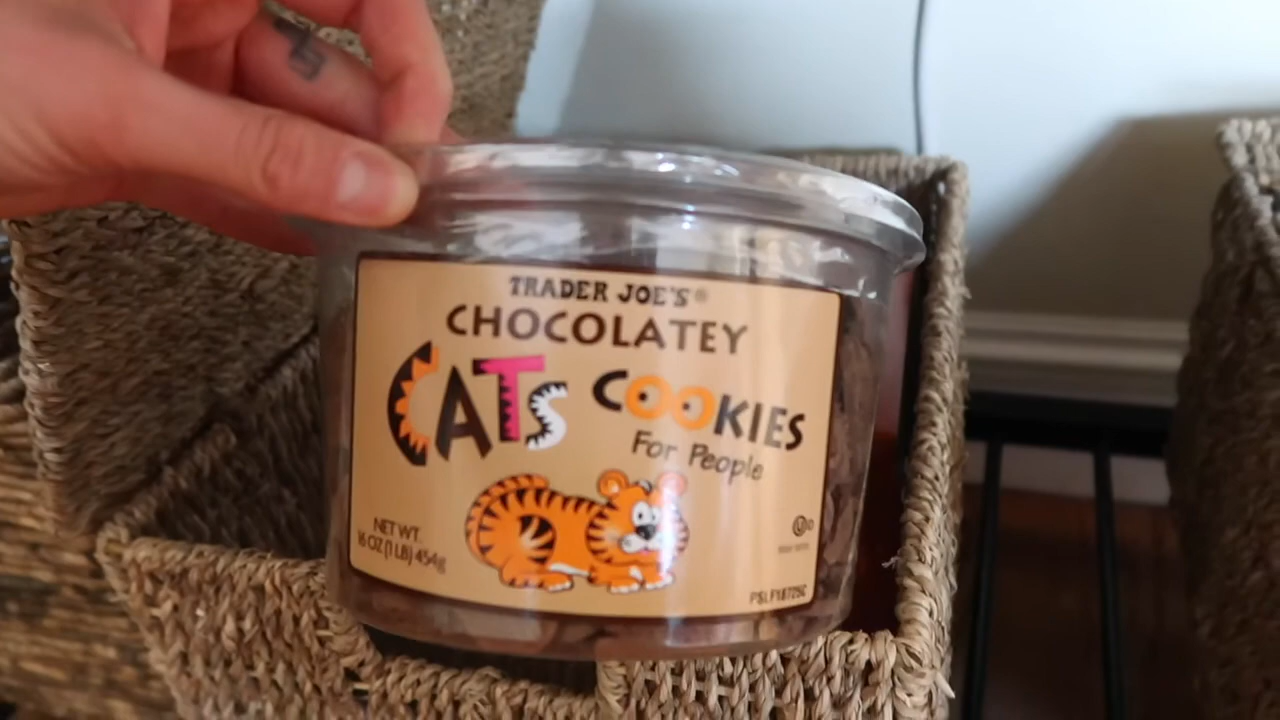 TRADER JOE'S®
CHOCOLATEY
CATS COOKIES
For People
NET WT.
16 OZ (1 LB) 454g